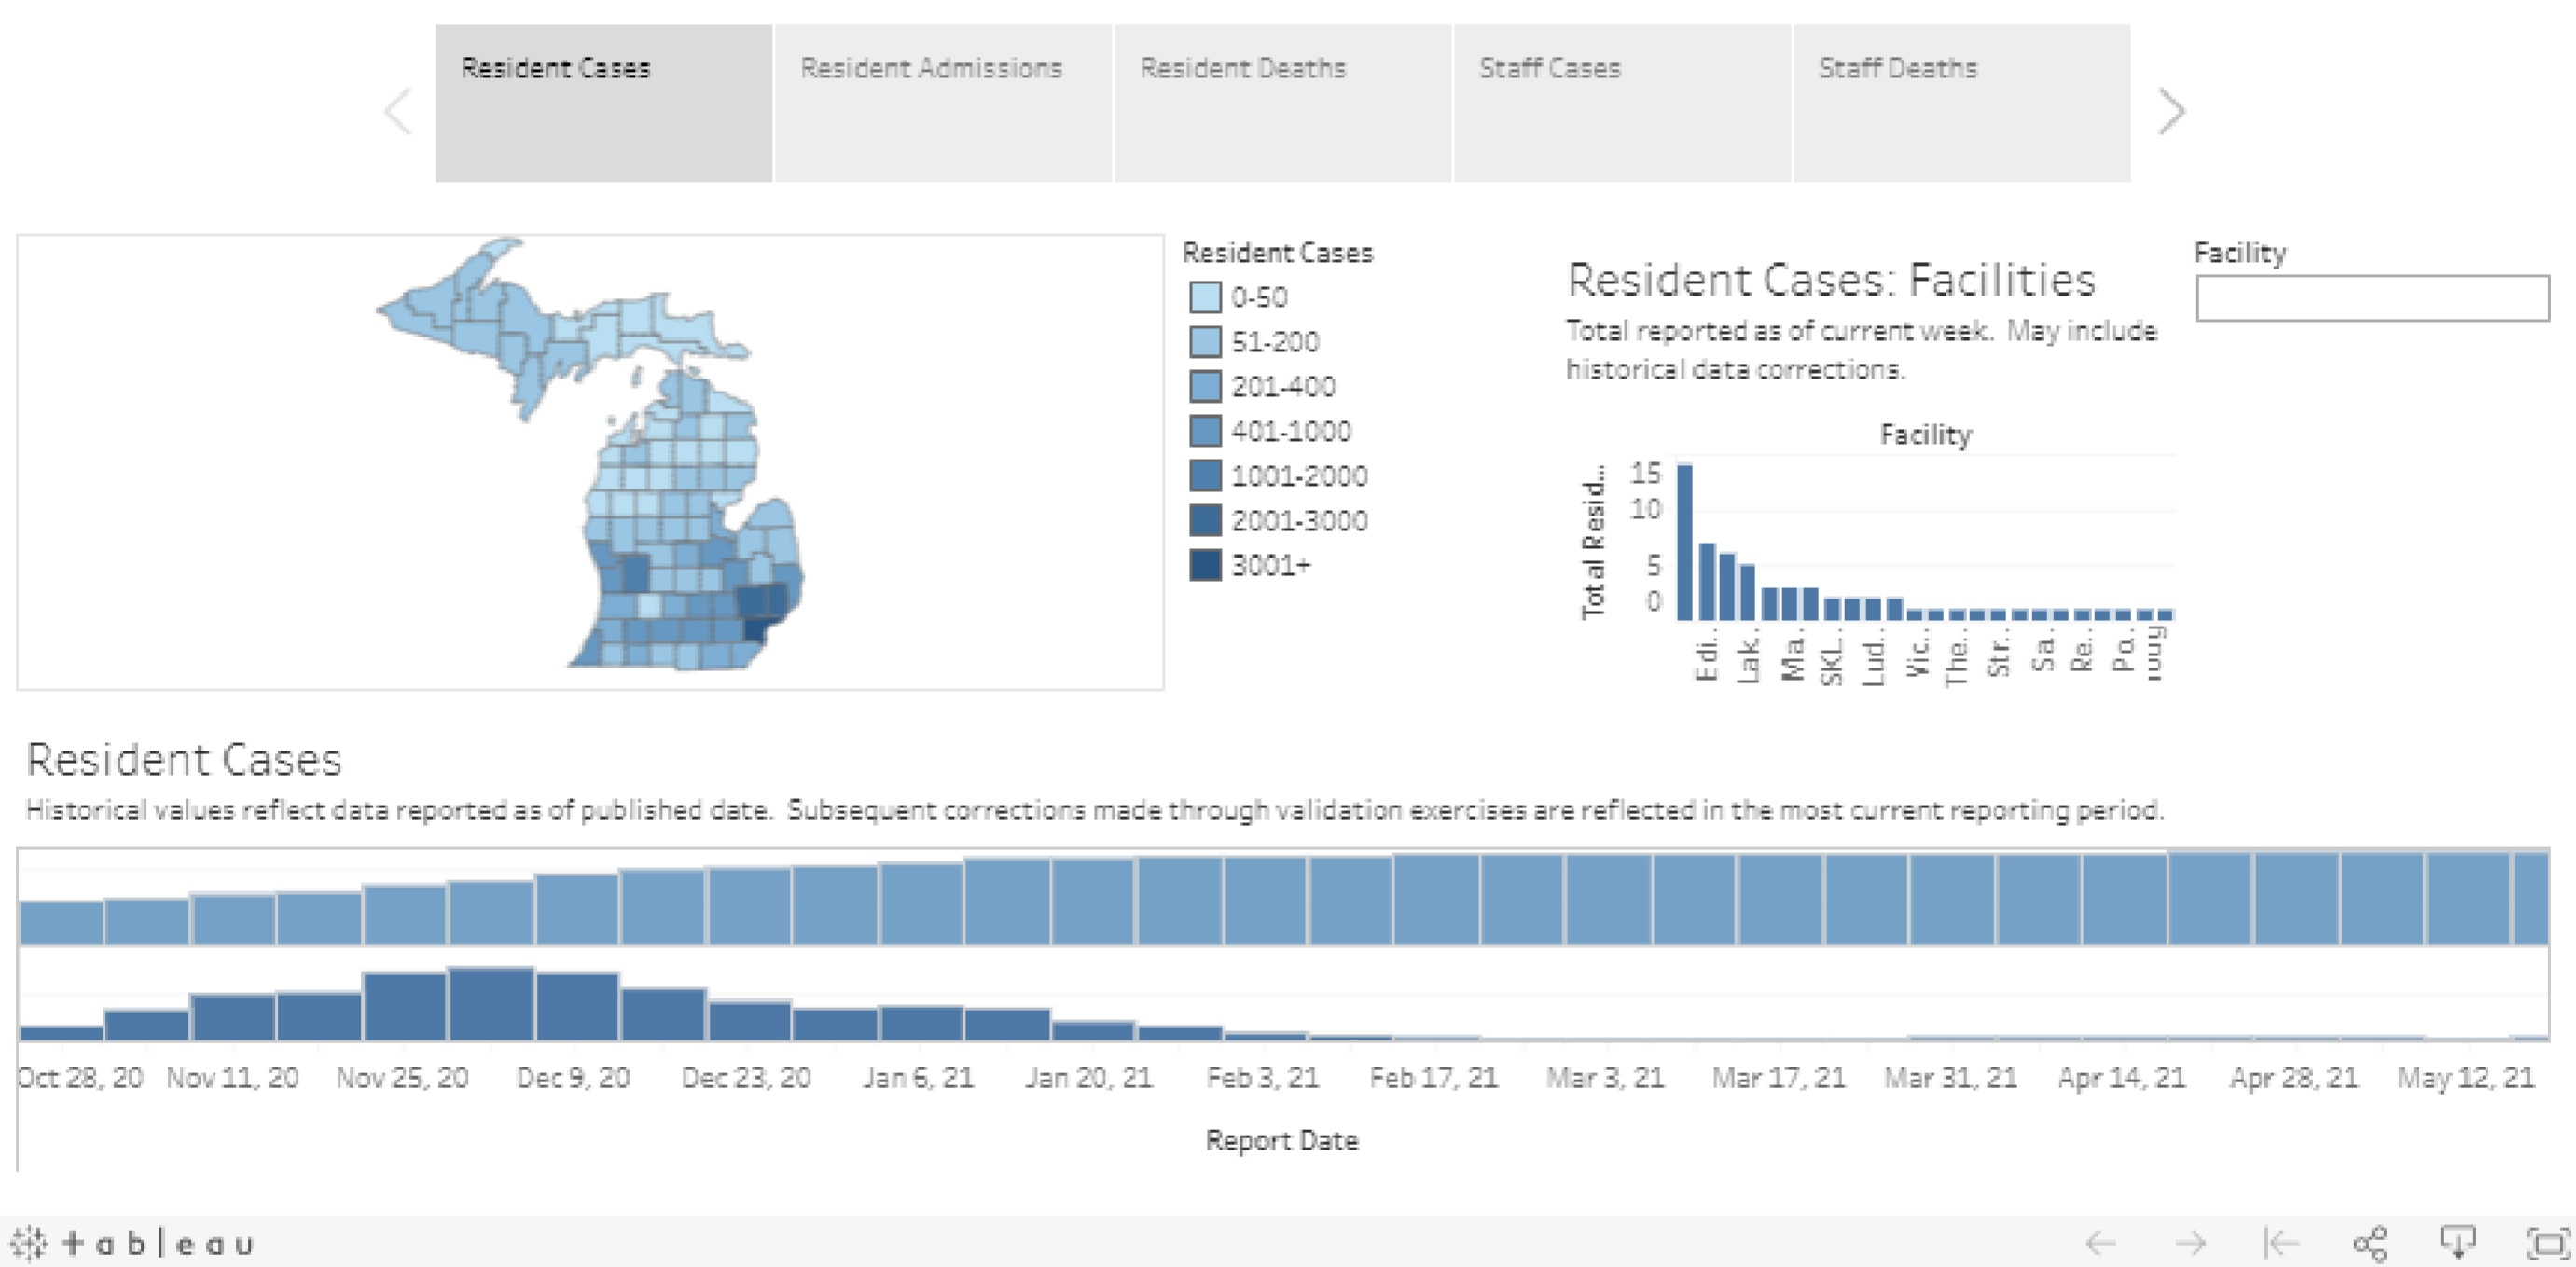 Resident Cases
Resident Admissions
Resident Deaths
Staff Cases
Staff Deaths
Resident Cases
0-50
51-200
201-400
401-1000
1001-2000
2001-3000
3001+
Resident Cases: Facilities
Total reported as of current week. May include
historical data corrections.
Facility
Facility
Total Resid...
15
10
5
0
Edi..
Lak..
Ma..
SKL..
Lud..
Vic..
The..
Str..
Sa..
Re..
Po..
Resident Cases
Historical values reflect data reported as of published date. Subsequent corrections made through validation exercises are reflected in the most current reporting period.
Oct 28, 20
Nov 11, 20
Nov 25, 20
Dec 9, 20
Dec 23, 20
Jan 6, 21
Jan 20, 21
Feb 3, 21
Feb 17, 21
Mar 3, 21
Mar 17, 21
Mar 31, 21
Apr 14, 21
Apr 28, 21
May 12, 21
Report Date
+ableau